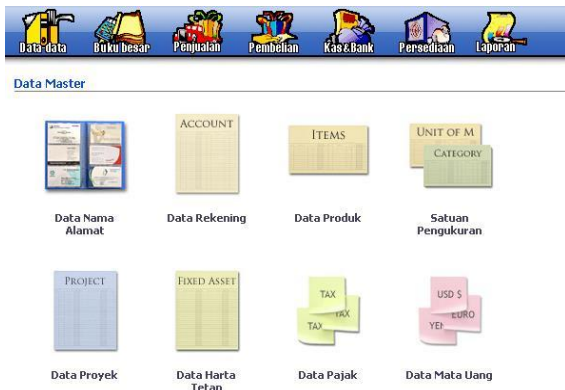 Data-data Buku besar Penjualan Pembelian Kas & Bank Persediaan Laporan
Data Master
ACCOUNT
ITEMS
UNIT OF M
CATEGORY
Data Nama
Alamat
Data Rekening
Data Produk
Satuan
Pengukuran
PROJECT
FIXED ASSET
TAX
TAX
TAX
USD $
YEN
EURO
Data Proyek
Data Harta
Tetap
Data Pajak
Data Mata Uang